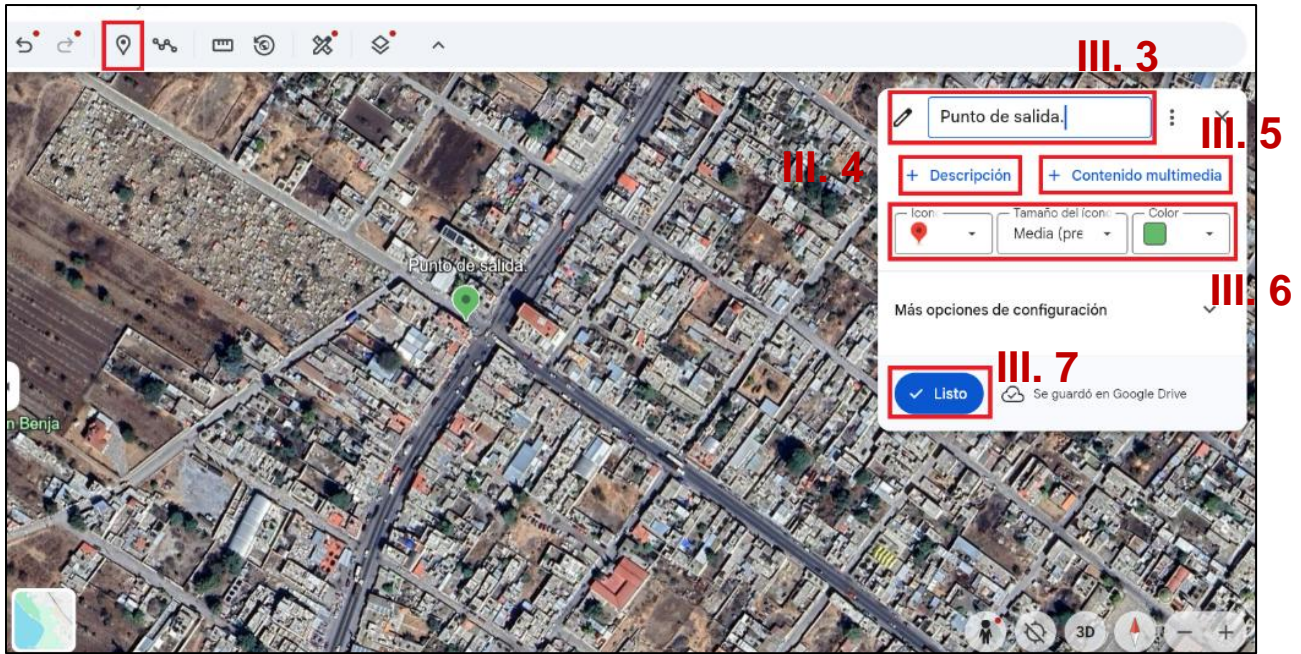 III. 3
Punto de salida.
III. 5
III. 4
+ Descripción
+ Contenido multimedia
Icono
Tamaño del ícono
Color
Media (pre
Punto de salida.
III. 6
Más opciones de configuración
III. 7
Listo
Se guardó en Google Drive
n Benja
3D